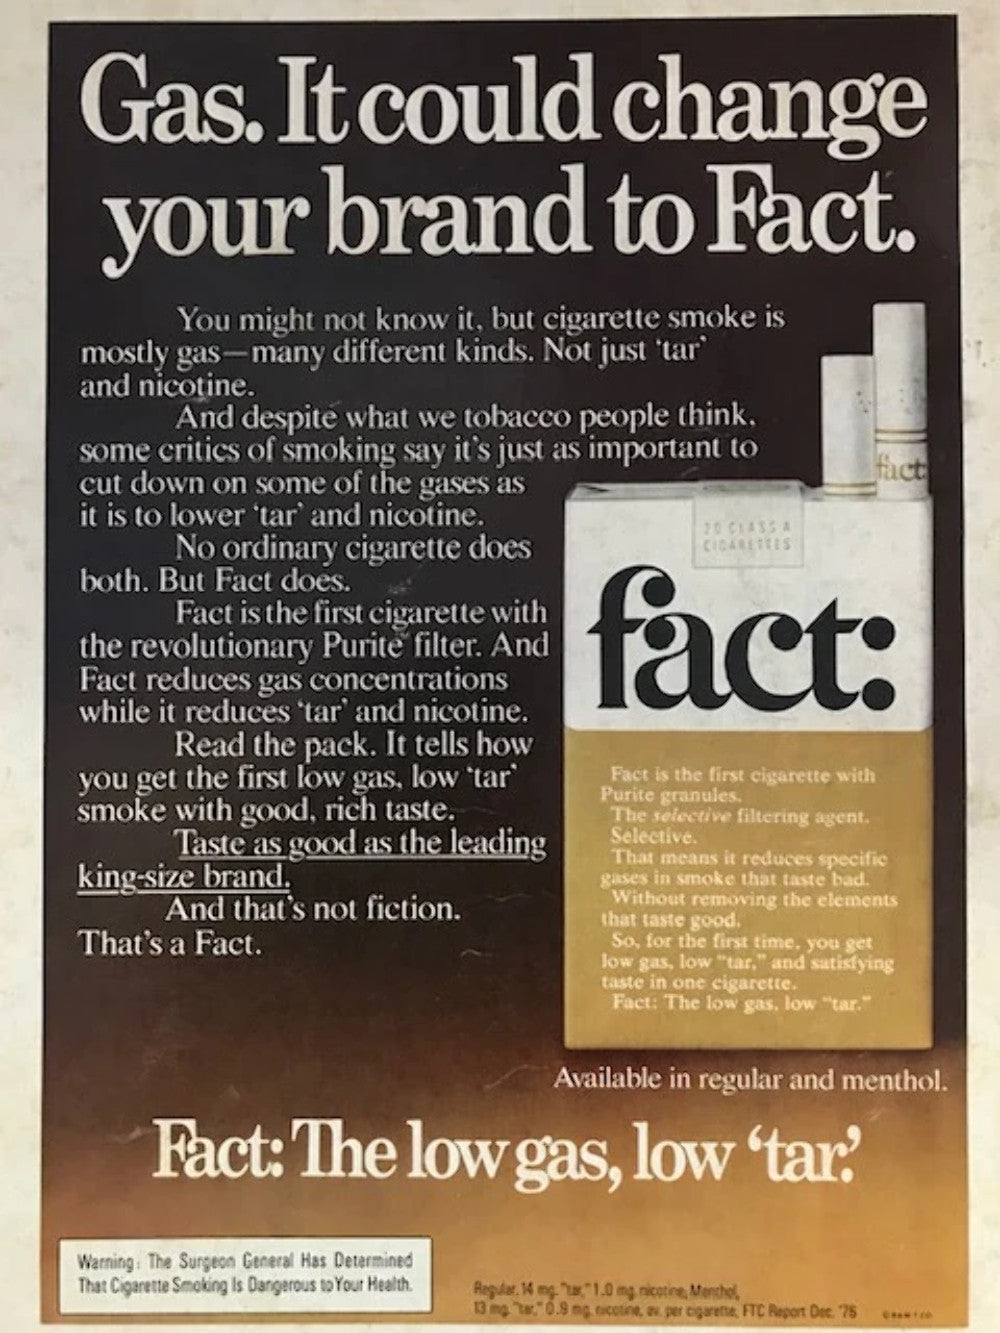 Gas. It could change
your brand to Fact.
You might not know it, but cigarette smoke is
mostly gas—many different kinds. Not just ‘tar’
and nicotine.
And despite what we tobacco people think,
some critics of smoking say it's just as important to
cut down on some of the gases as
it is to lower ‘tar’ and nicotine.
No ordinary cigarette does
both. But Fact does.
Fact is the first cigarette with
the revolutionary Purite filter. And
Fact reduces gas concentrations
while it reduces ‘tar’ and nicotine.
Read the pack. It tells how
you get the first low gas, low ‘tar’
smoke with good, rich taste.
Taste as good as the leading
king-size brand.
And that's not fiction.
That's a Fact.
fact:
20 CLASS A
CIGARETTES
fact:
Fact is the first cigarette with
Purite granules.
The selective filtering agent.
Selective.
That means it reduces specific
gases in smoke that taste bad.
Without removing the elements
that taste good.
So, for the first time, you get
low gas, low "tar," and satisfying
taste in one cigarette.
Fact: The low gas, low "tar."
Available in regular and menthol.
Fact: The low gas, low ‘tar’.
Warning: The Surgeon General Has Determined
That Cigarette Smoking Is Dangerous to Your Health.
Regular, 14 mg. "tar," 1.0 mg. nicotine; Menthol,
13 mg. "tar," 0.9 mg. nicotine, av. per cigarette, FTC Report Dec. '76